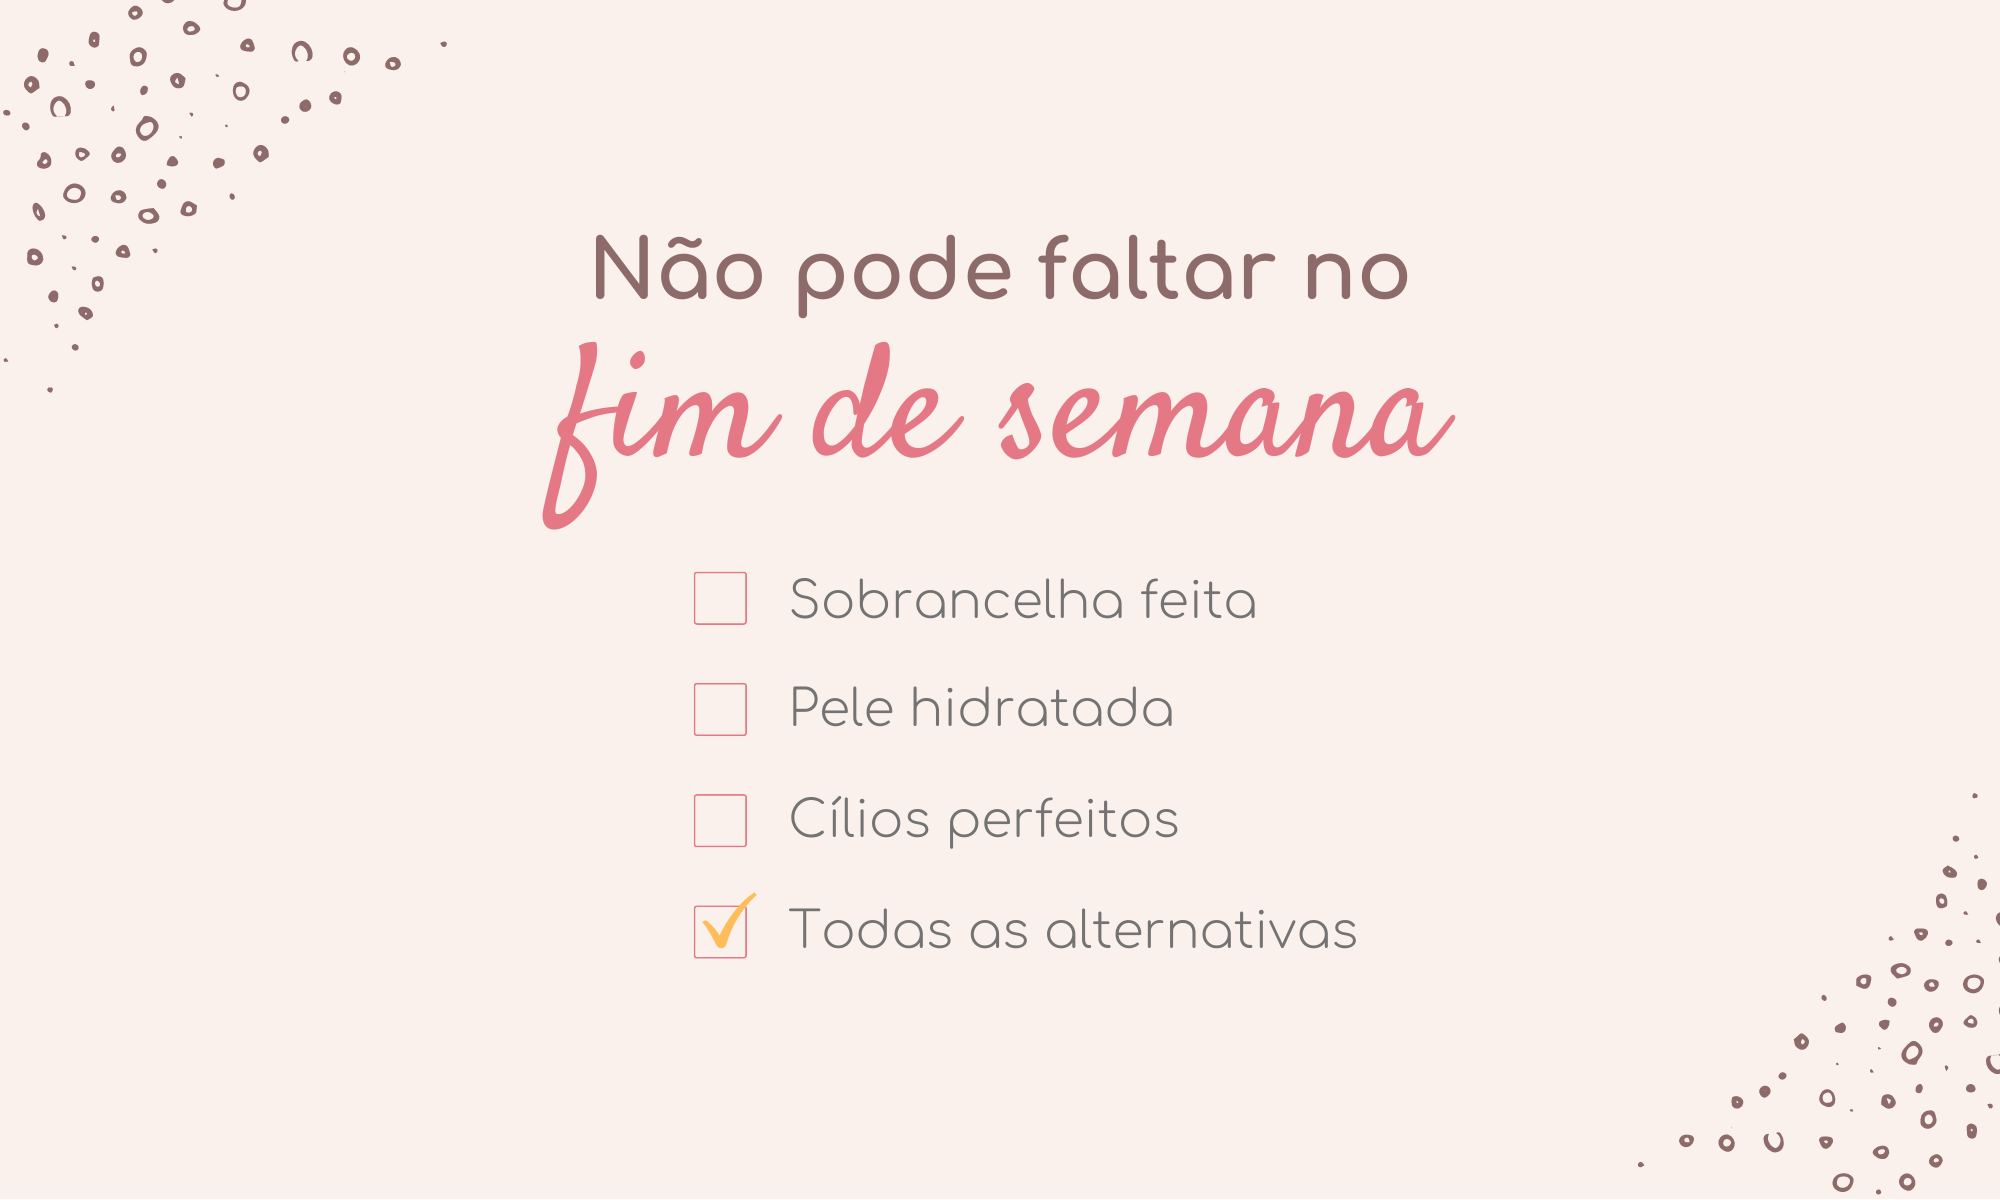 Não pode faltar no
fim de semana
Sobrancelha feita
Pele hidratada
Cílios perfeitos
Todas as alternativas